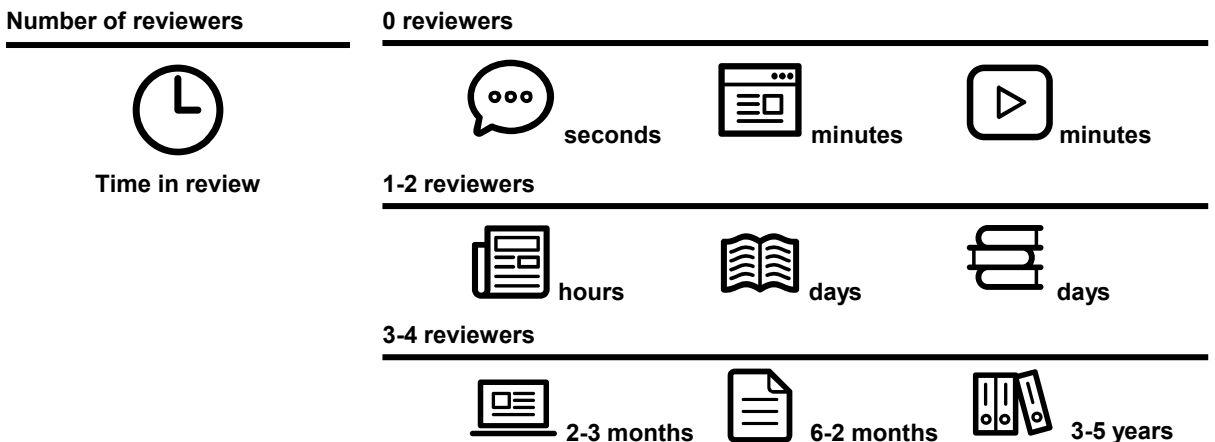 Number of reviewers
Time in review
0 reviewers
seconds minutes minutes
1-2 reviewers
hours days days
3-4 reviewers
2-3 months 6-2 months 3-5 years